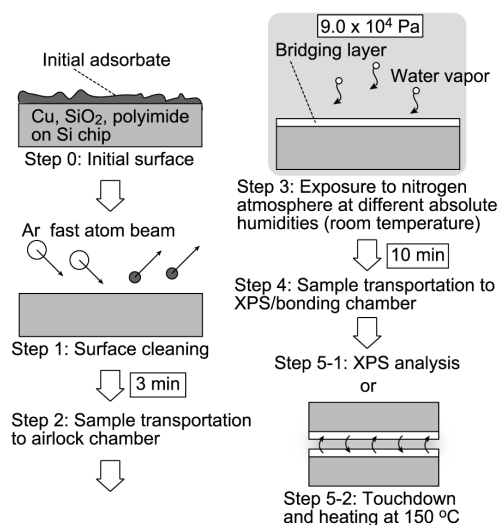 Initial adsorbate
Cu, SiO2, polyimide
on Si chip
Step 0: Initial surface
Ar fast atom beam
Step 1: Surface cleaning
3 min
Step 2: Sample transportation
to airlock chamber
9.0 x 10⁴ Pa
Bridging layer
Water vapor
Step 3: Exposure to nitrogen
atmosphere at different absolute
humidities (room temperature)
10 min
Step 4: Sample transportation to
XPS/bonding chamber
Step 5-1: XPS analysis
or
Step 5-2: Touchdown
and heating at 150 ºC